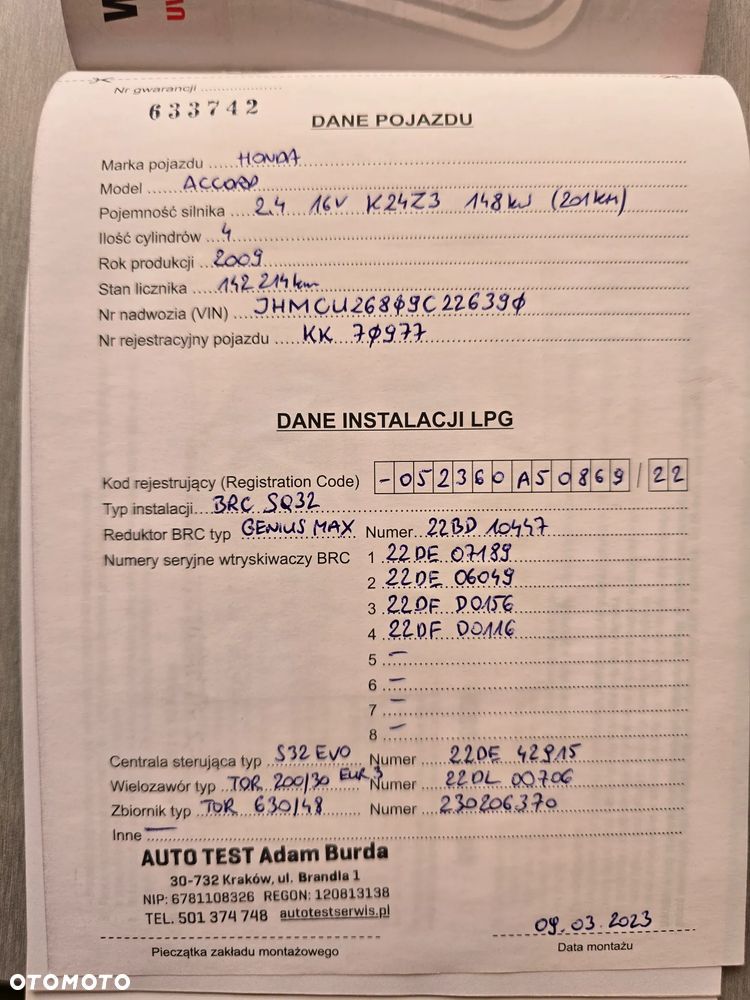 Nr gwarancji ....................
633742
DANE POJAZDU
Marka pojazdu HONDA
Model ACCORD
Pojemność silnika 2.4 16V K24Z3 148kW (201KM)
Ilość cylindrów 4
Rok produkcji 2009
Stan licznika 142 214km
Nr nadwozia (VIN) JHMCU268Ø9C22639Ø
Nr rejestracyjny pojazdu KK 7Ø977
DANE INSTALACJI LPG
Kod rejestrujący (Registration Code) -052360A50869/22
Typ instalacji BRC SQ32
Reduktor BRC typ GENIUS MAX Numer 22BD 10447
Numery seryjne wtryskiwaczy BRC 1 22DE 07189
2 22DE 06049
3 22DF D0156
4 22DF D0116
5 –
6 –
7 –
8 –
Centrala sterująca typ S32 EVO Numer 22DE 42915
Wielozawór typ TOR 200/30 EUR 3 Numer 22DL 00706
Zbiornik typ TOR 630/48 Numer 230206370
Inne –
AUTO TEST Adam Burda
30-732 Kraków, ul. Brandla 1
NIP: 6781108326 REGON: 120813138
TEL. 501 374 748 autotestserwis.pl
09.03.2023
Pieczątka zakładu montażowego Data montażu
OTOMOTO